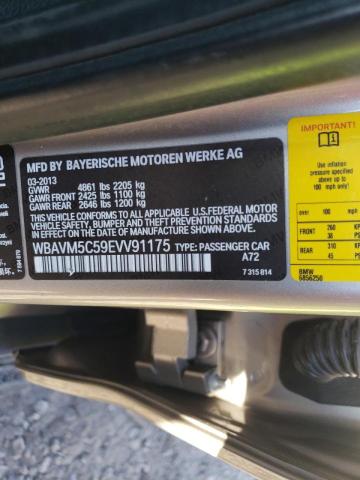 MFD BY BAYERISCHE MOTOREN WERKE AG
03-2013
GVWR 4861 lbs 2205 kg
GAWR FRONT 2425 lbs 1100 kg
GAWR REAR 2646 lbs 1200 kg
THIS VEHICLE CONFORMS TO ALL APPLICABLE U.S. FEDERAL MOTOR
VEHICLE SAFETY, BUMPER, AND THEFT PREVENTION STANDARDS
IN EFFECT ON THE DATE OF MANUFACTURE SHOWN ABOVE.
WBAVM5C59EVV91175 TYPE: PASSENGER CAR
A72
7 315 814
IMPORTANT!
Use inflation
pressure specified
for speeds up to
100 mph only!
over 100 mph
FRONT 260
38
REAR 310
45
BMW
6856250